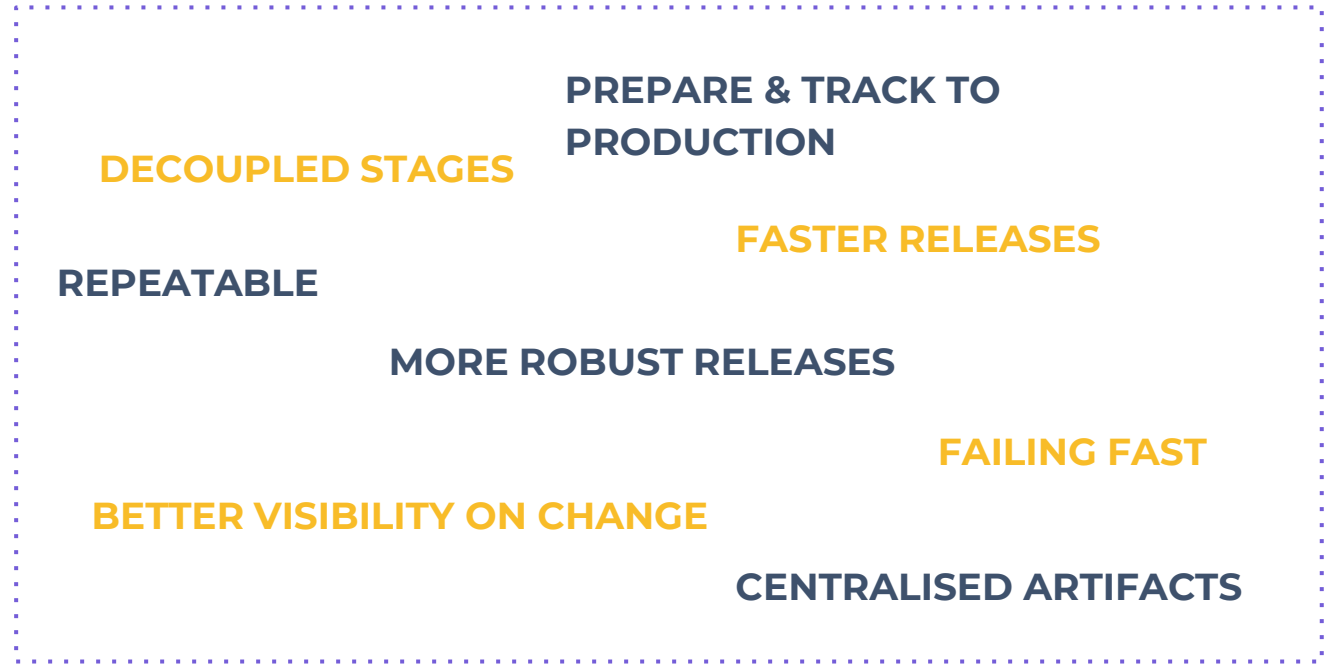 PREPARE & TRACK TO
PRODUCTION
DECOUPLED STAGES
FASTER RELEASES
REPEATABLE
MORE ROBUST RELEASES
FAILING FAST
BETTER VISIBILITY ON CHANGE
CENTRALISED ARTIFACTS